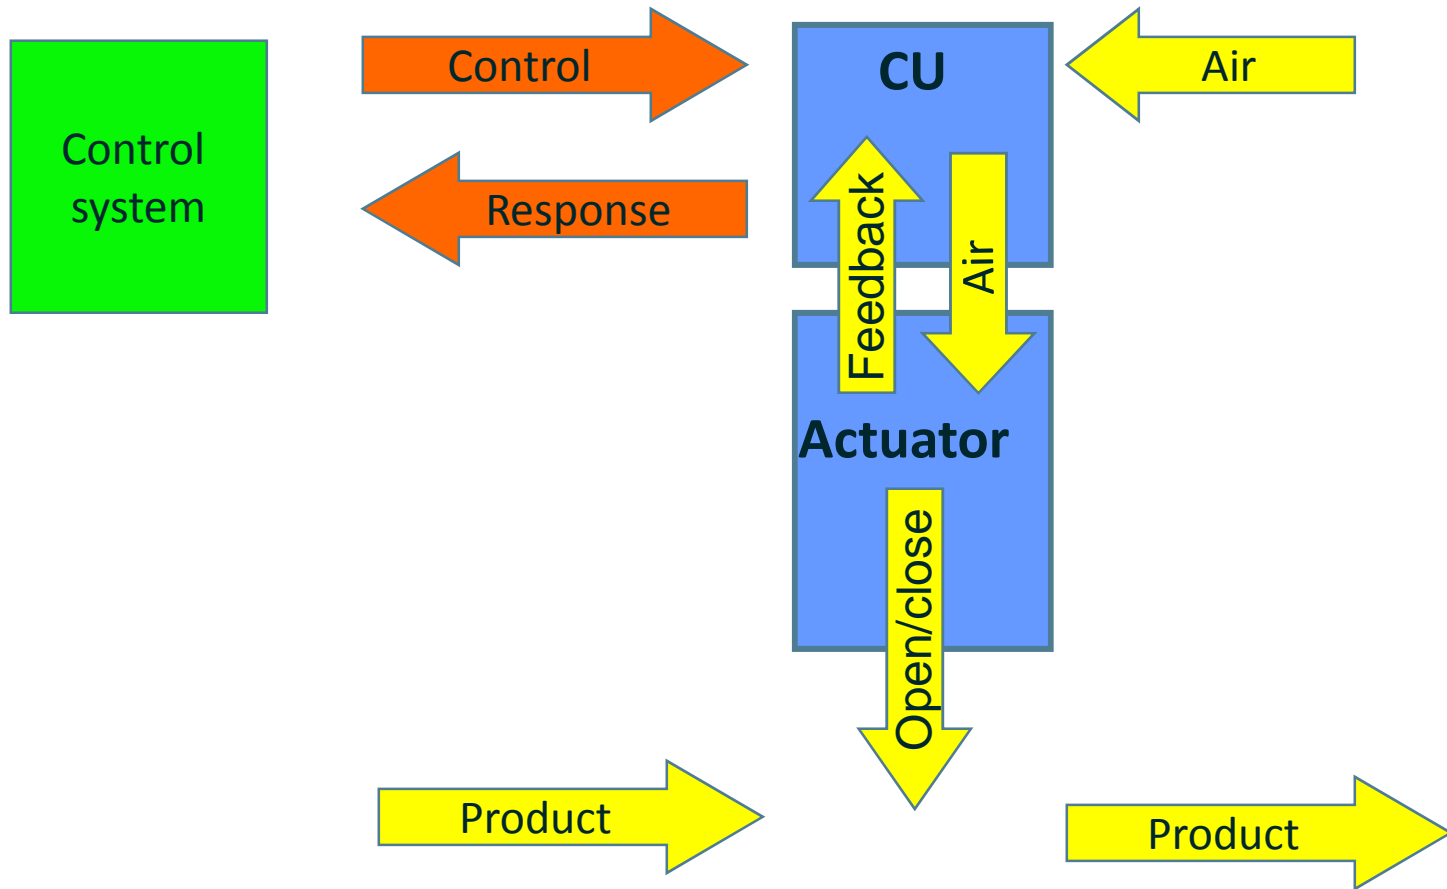 Control
system
Control
Response
CU
Air
Feedback
Air
Actuator
Open/close
Product
Product